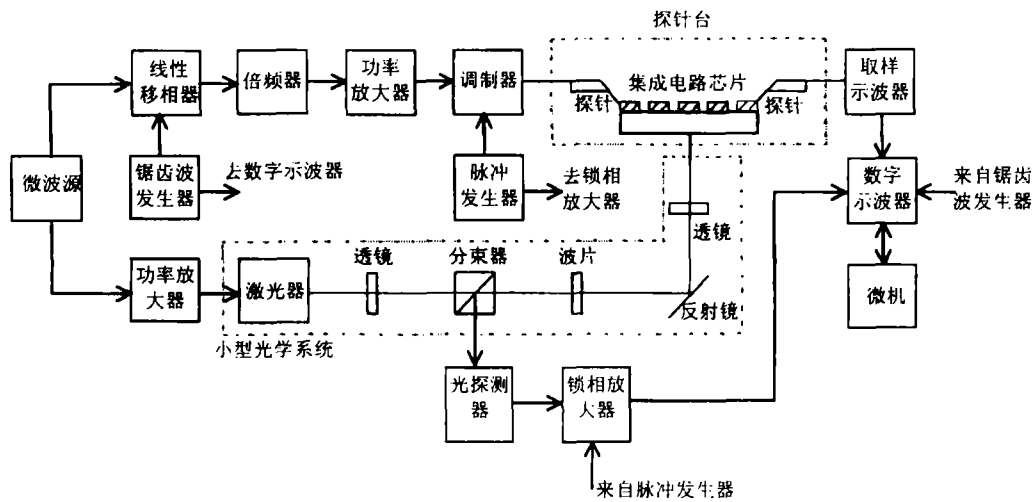 探针台
线性
移相器
倍频器
功率
放大器
调制器
探针
集成电路芯片
探针
取样
示波器
微波源
锯齿波
发生器
去数字示波器
脉冲
发生器
去锁相
放大器
数字
示波器
来自锯齿
波发生器
透镜
功率放
大器
激光器
透镜
分束器
波片
反射镜
微机
小型光学系统
光探测
器
锁相放
大器
来自脉冲发生器